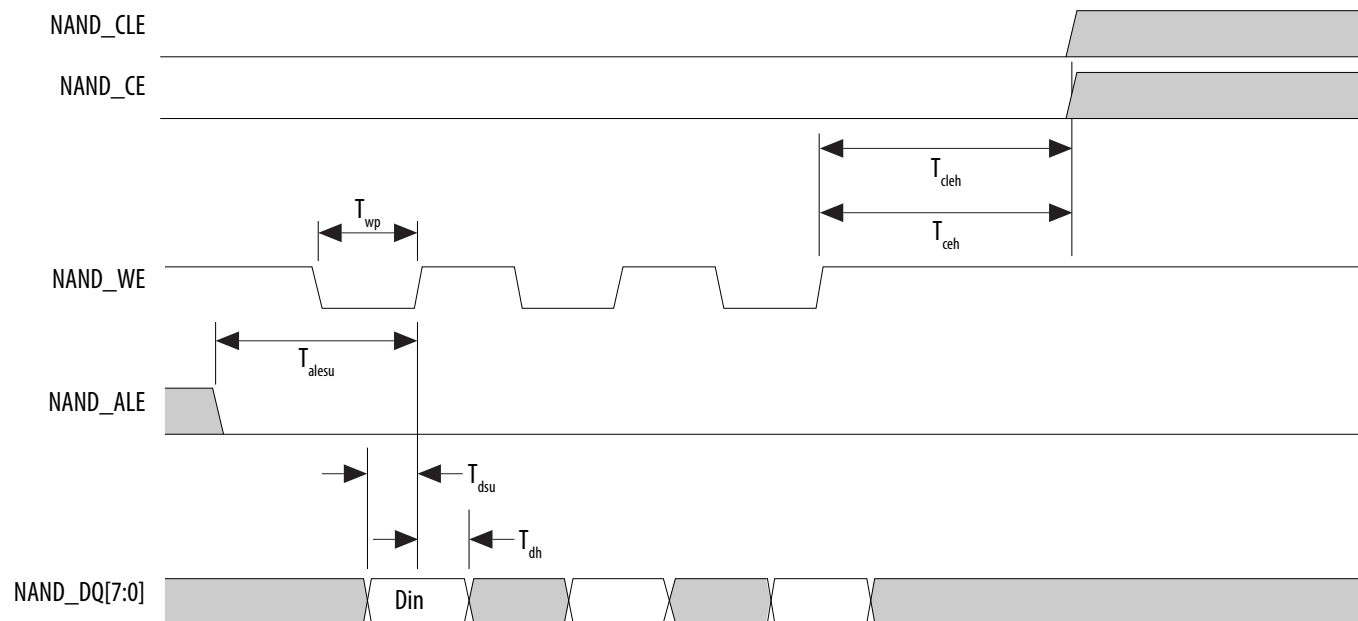 NAND_CLE
NAND_CE
T_cleh
T_wp
T_ceh
NAND_WE
T_alesu
NAND_ALE
T_dsu
T_dh
NAND_DQ[7:0]
Din